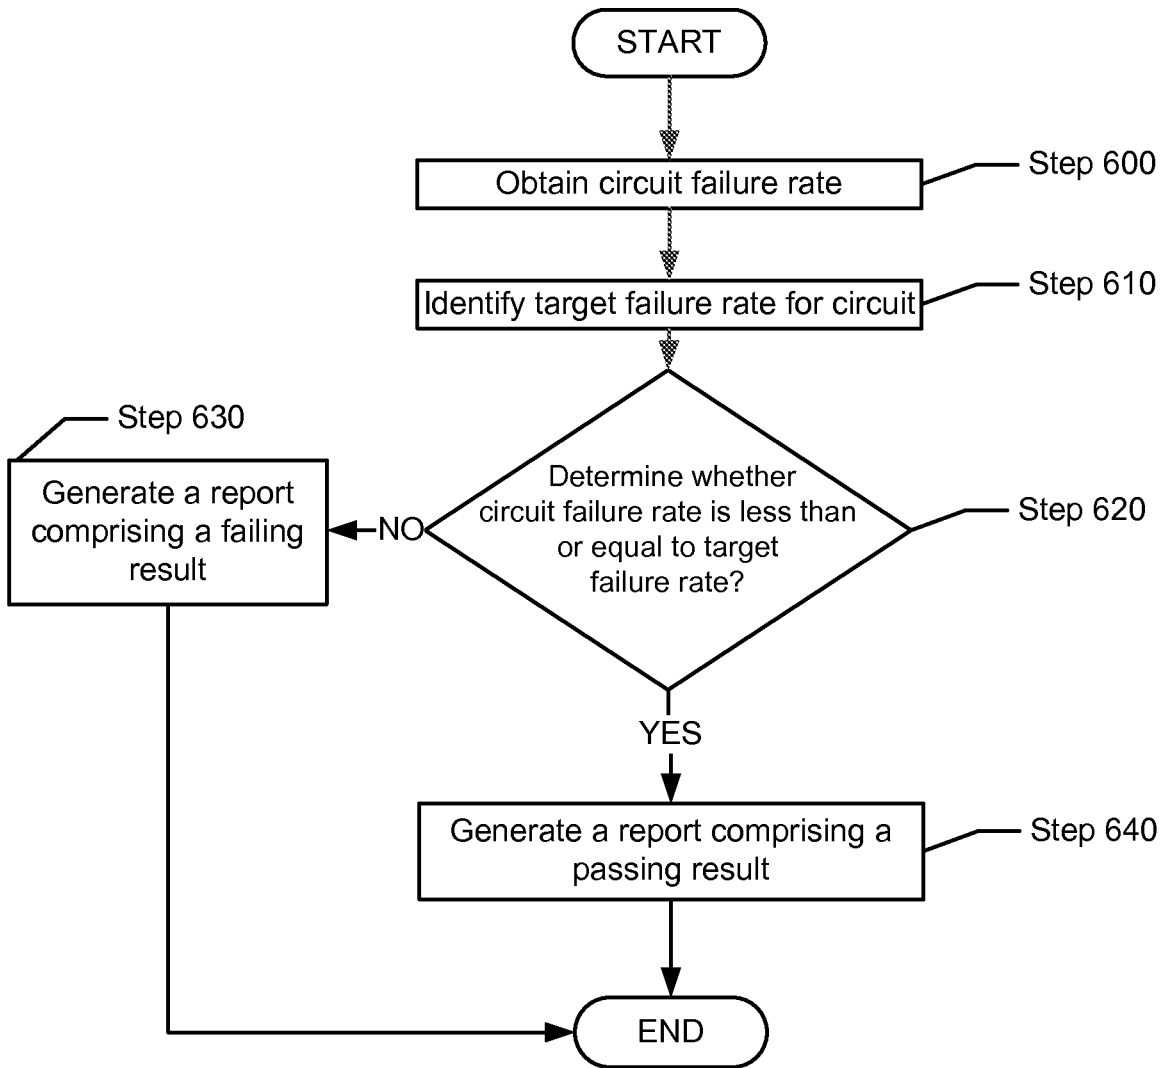 START
Obtain circuit failure rate
Step 600
Identify target failure rate for circuit
Step 610
Step 630
Generate a report
comprising a failing
result
NO
Determine whether
circuit failure rate is less than
or equal to target
failure rate?
Step 620
YES
Generate a report comprising a
passing result
Step 640
END